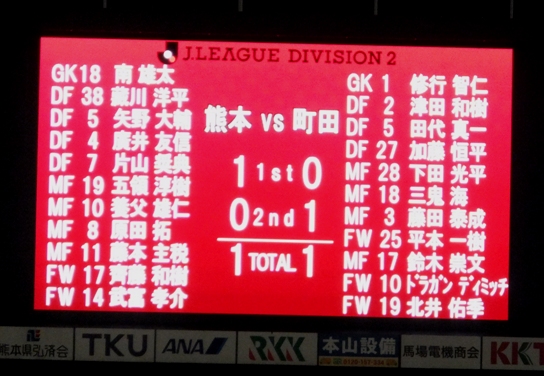 J.LEAGUE DIVISION 2
GK 18 南 雄太
DF 38 藏川 洋平
DF 5 矢野 大輔
DF 4 廣井 友信
DF 7 片山 奨典
MF 19 五領 淳樹
MF 10 養父 雄仁
MF 8 原田 拓
MF 11 藤本 主税
FW 17 齊藤 和樹
FW 14 武富 孝介
熊本 vs 町田
1 1st 0
0 2nd 1
1 TOTAL 1
GK 1 修行 智仁
DF 2 津田 和樹
DF 5 田代 真一
DF 27 加藤 恒平
MF 28 下田 光平
MF 18 三鬼 海
MF 3 藤田 泰成
FW 25 平本 一樹
MF 17 鈴木 崇文
FW 10 ドラガン ディミッチ
FW 19 北井 佑季
熊本県弘済会
TKU
ANA
RKK
本山設備
馬場電機商会
KKT